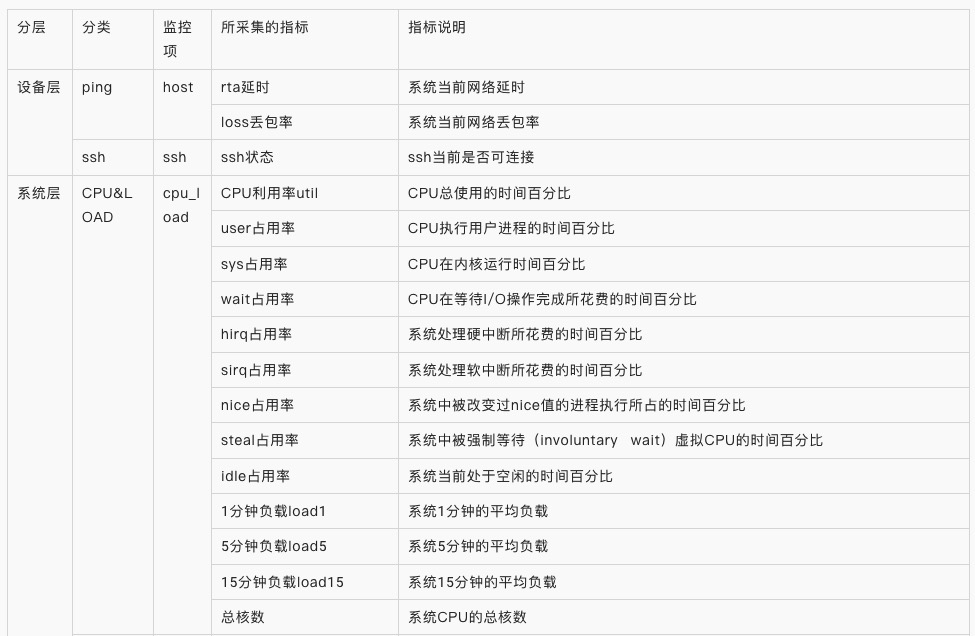 分层 分类 监控项 所采集的指标 指标说明
设备层 ping host rta延时 系统当前网络延时
loss丢包率 系统当前网络丢包率
ssh ssh ssh状态 ssh当前是否可连接
系统层 CPU&LOAD cpu_load CPU利用率util CPU总使用的时间百分比
user占用率 CPU执行用户进程的时间百分比
sys占用率 CPU在内核运行时间百分比
wait占用率 CPU在等待I/O操作完成所花费的时间百分比
hirq占用率 系统处理硬中断所花费的时间百分比
sirq占用率 系统处理软中断所花费的时间百分比
nice占用率 系统中被改变过nice值的进程执行所占的时间百分比
steal占用率 系统中被强制等待（involuntary wait）虚拟CPU的时间百分比
idle占用率 系统当前处于空闲的时间百分比
1分钟负载load1 系统1分钟的平均负载
5分钟负载load5 系统5分钟的平均负载
15分钟负载load15 系统15分钟的平均负载
总核数 系统CPU的总核数